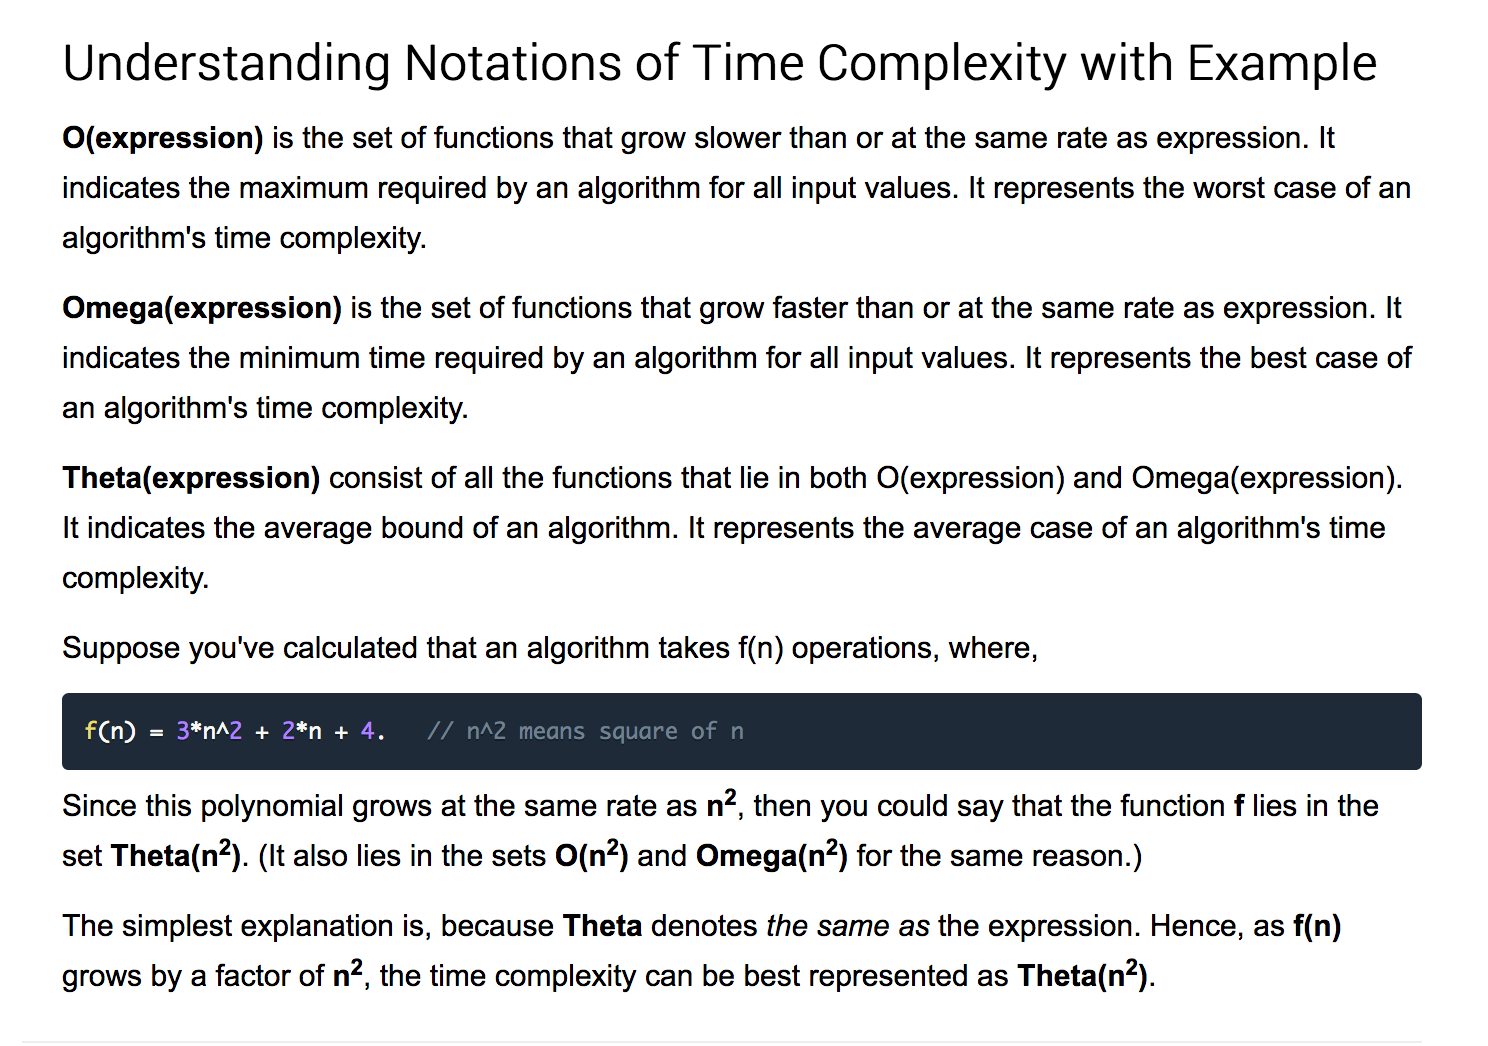 Understanding Notations of Time Complexity with Example
O(expression) is the set of functions that grow slower than or at the same rate as expression. It
indicates the maximum required by an algorithm for all input values. It represents the worst case of an
algorithm's time complexity.
Omega(expression) is the set of functions that grow faster than or at the same rate as expression. It
indicates the minimum time required by an algorithm for all input values. It represents the best case of
an algorithm's time complexity.
Theta(expression) consist of all the functions that lie in both O(expression) and Omega(expression).
It indicates the average bound of an algorithm. It represents the average case of an algorithm's time
complexity.
Suppose you've calculated that an algorithm takes f(n) operations, where,
f(n) = 3*n^2 + 2*n + 4.   // n^2 means square of n
Since this polynomial grows at the same rate as n², then you could say that the function f lies in the
set Theta(n²). (It also lies in the sets O(n²) and Omega(n²) for the same reason.)
The simplest explanation is, because Theta denotes the same as the expression. Hence, as f(n)
grows by a factor of n², the time complexity can be best represented as Theta(n²).